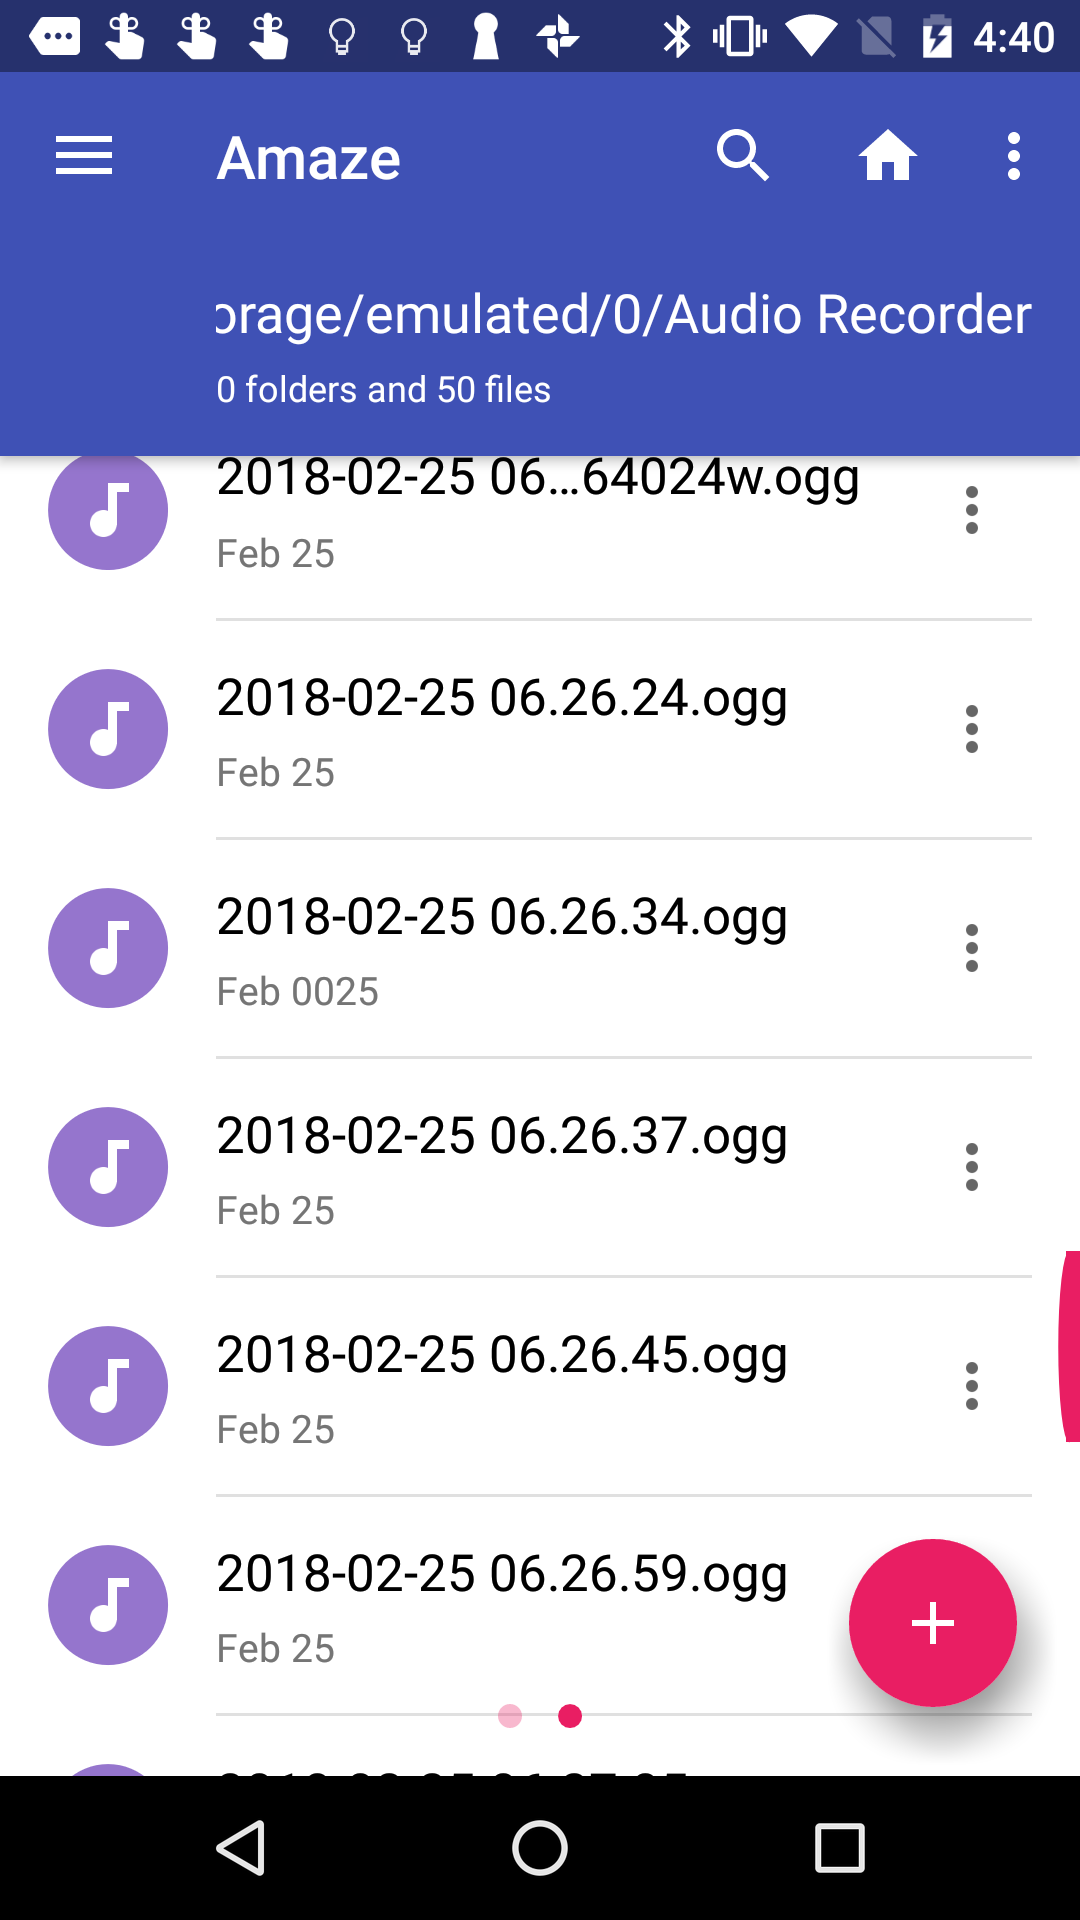 4:40
Amaze
orage/emulated/0/Audio Recorder
0 folders and 50 files
2018-02-25 06...64024w.ogg
Feb 25
2018-02-25 06.26.24.ogg
Feb 25
2018-02-25 06.26.34.ogg
Feb 0025
2018-02-25 06.26.37.ogg
Feb 25
2018-02-25 06.26.45.ogg
Feb 25
2018-02-25 06.26.59.ogg
Feb 25